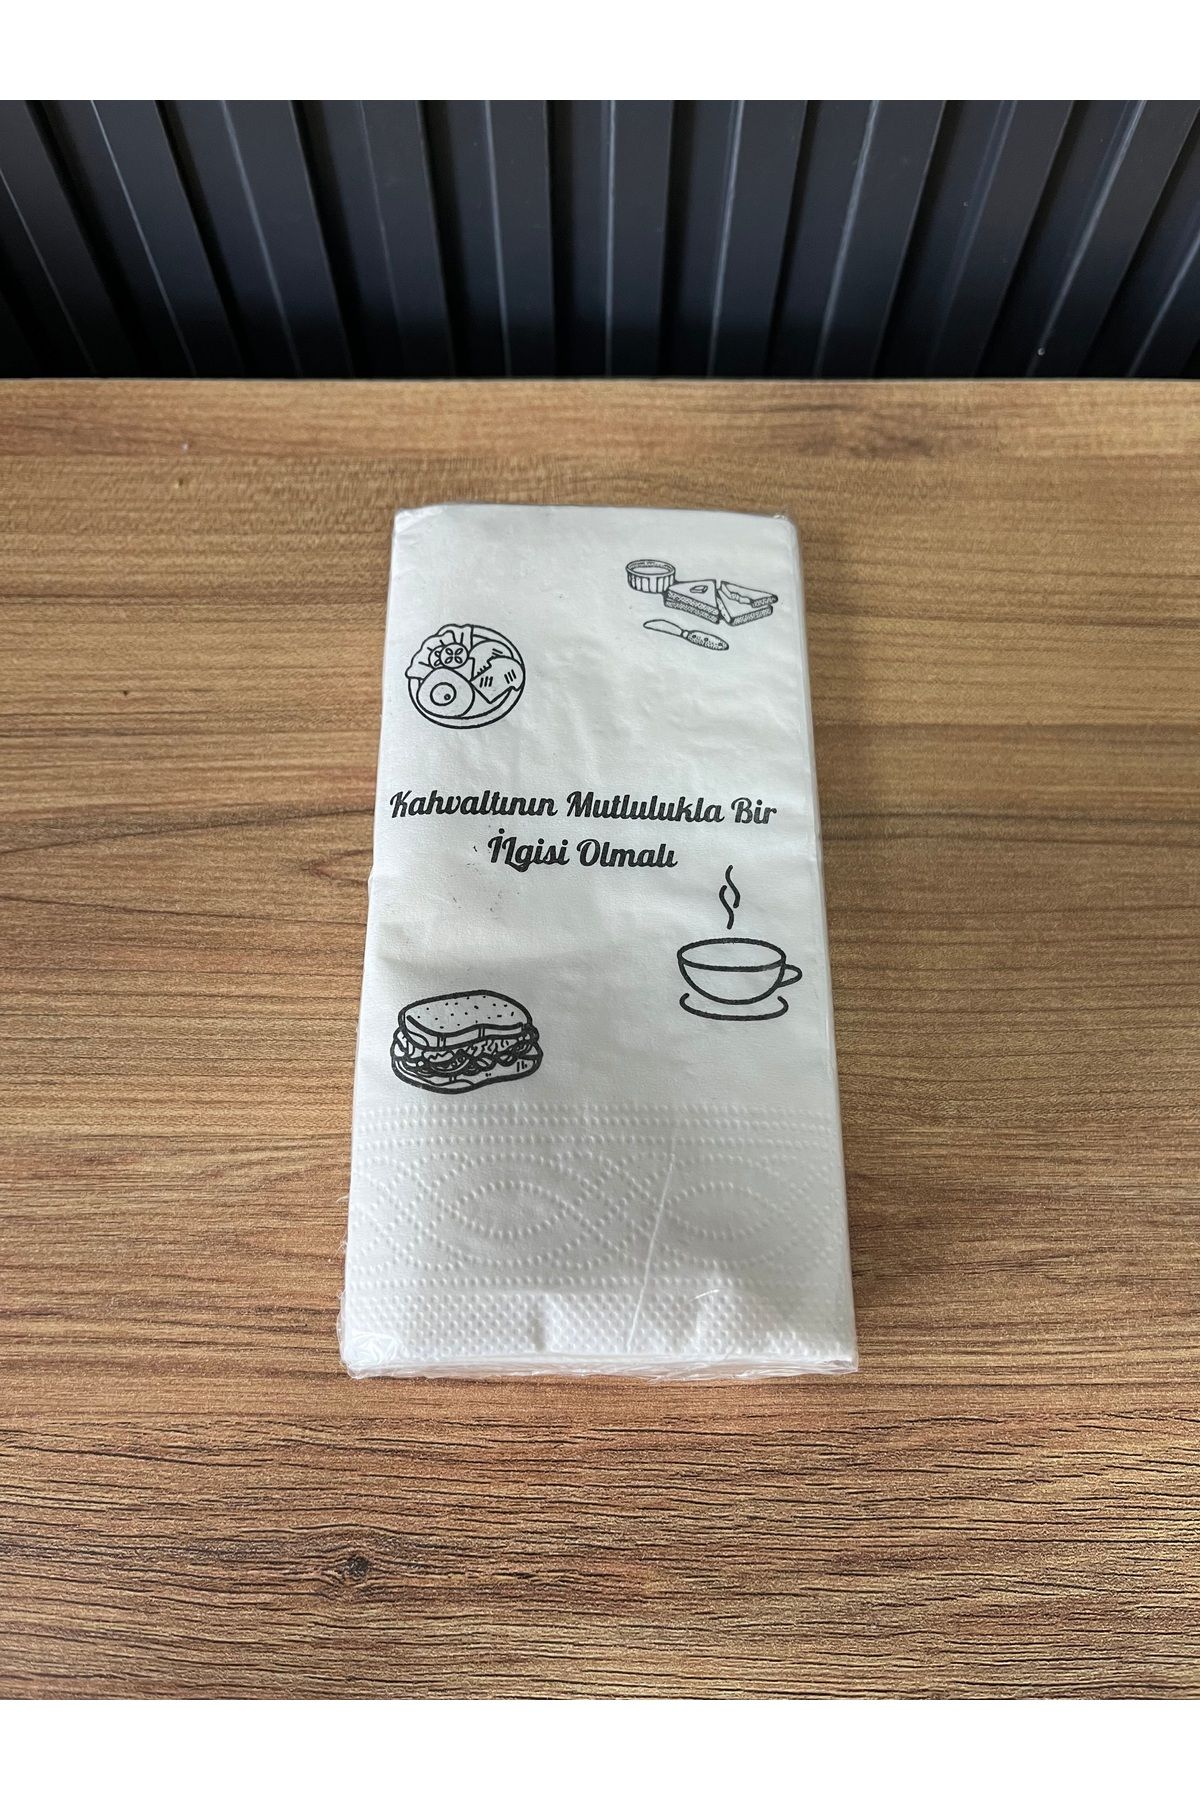 Kahvaltının Mutlulukla Bir
İLgisi Olmalı